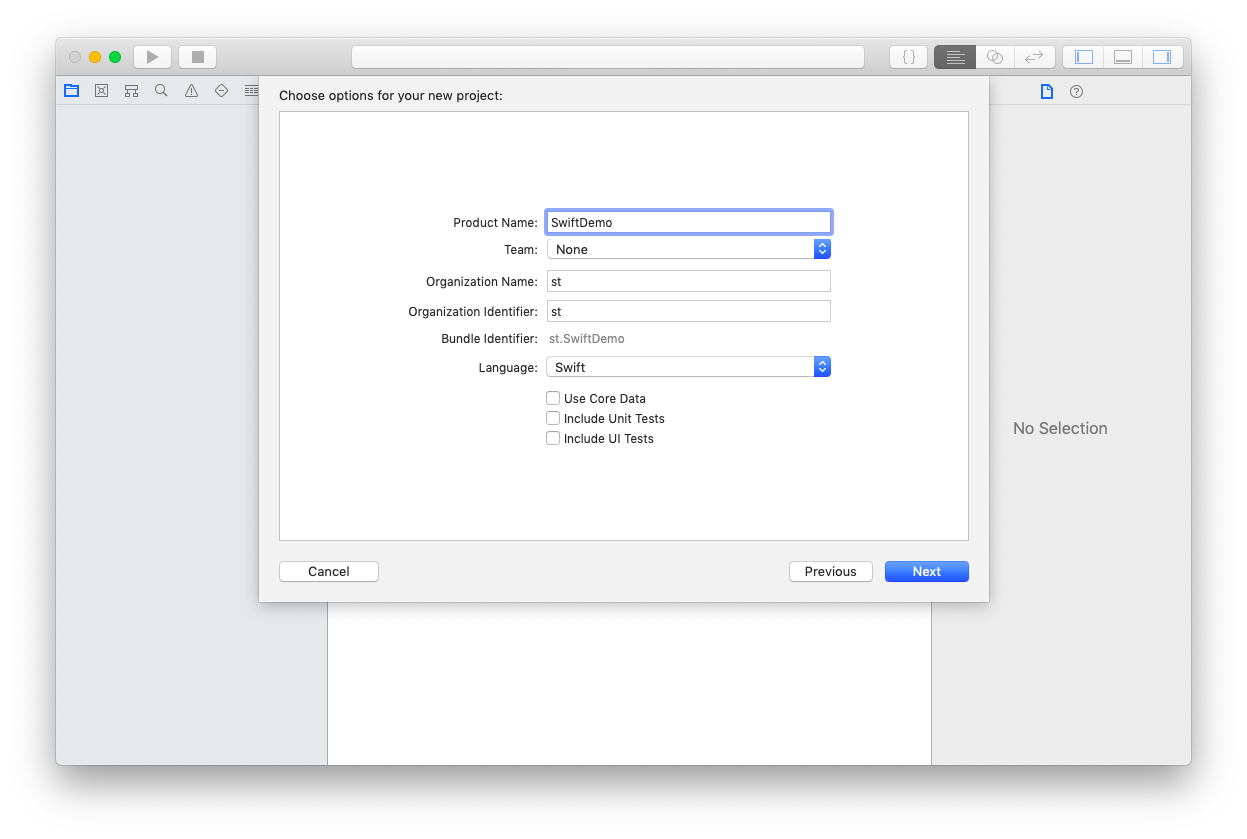 { }
Choose options for your new project:
Product Name: SwiftDemo
Team: None
Organization Name: st
Organization Identifier: st
Bundle Identifier: st.SwiftDemo
Language: Swift
Use Core Data
Include Unit Tests
Include UI Tests
No Selection
Cancel Previous Next